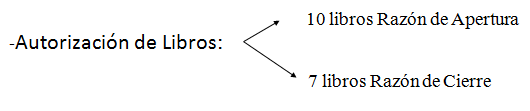 10 libros Razón de Apertura
-Autorización de Libros:
7 libros Razón de Cierre